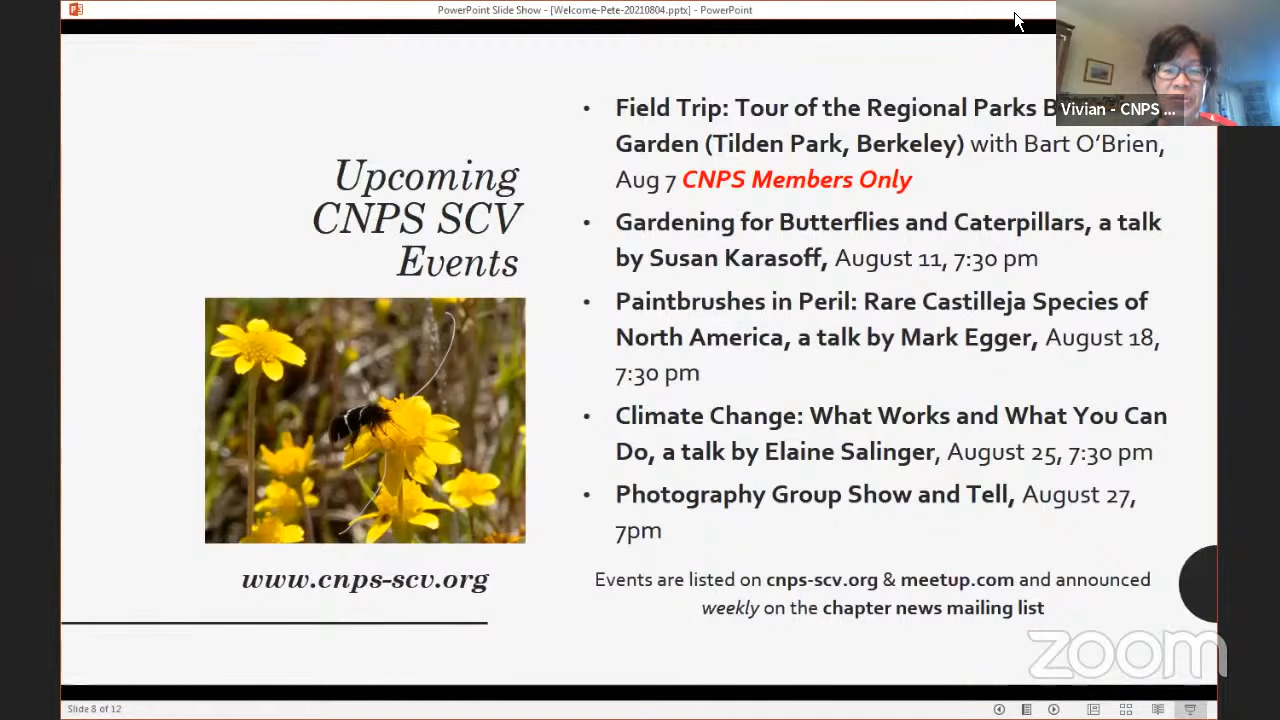 PowerPoint Slide Show - [Welcome-Pete-20210804.pptx] - PowerPoint
Vivian - CNPS ...
Upcoming
CNPS SCV
Events
www.cnps-scv.org
• Field Trip: Tour of the Regional Parks B
Garden (Tilden Park, Berkeley) with Bart O’Brien,
Aug 7 CNPS Members Only
• Gardening for Butterflies and Caterpillars, a talk
by Susan Karasoff, August 11, 7:30 pm
• Paintbrushes in Peril: Rare Castilleja Species of
North America, a talk by Mark Egger, August 18,
7:30 pm
• Climate Change: What Works and What You Can
Do, a talk by Elaine Salinger, August 25, 7:30 pm
• Photography Group Show and Tell, August 27,
7pm
Events are listed on cnps-scv.org & meetup.com and announced
weekly on the chapter news mailing list
zoom
Slide 8 of 12